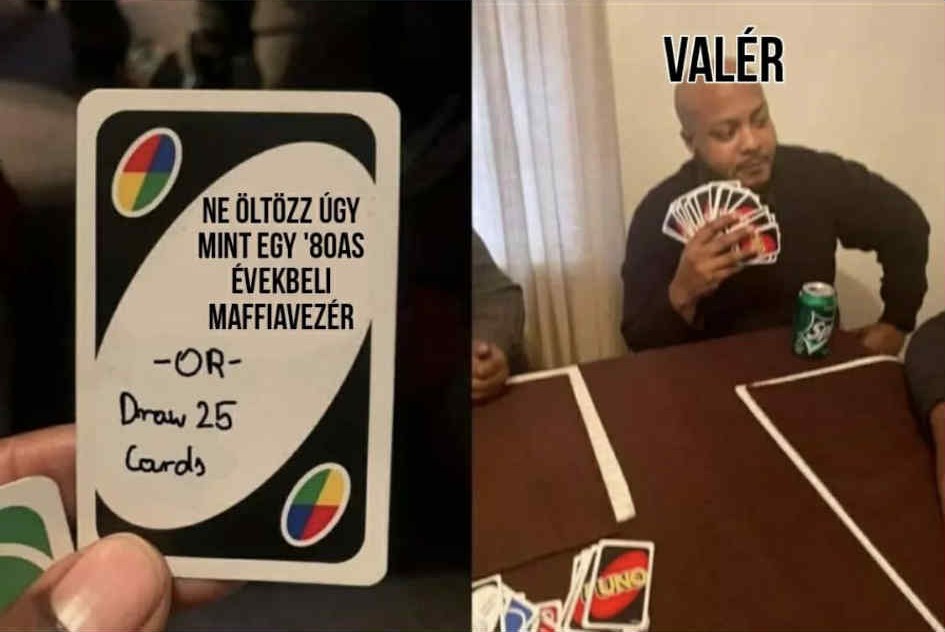 NE ÖLTÖZZ ÚGY
MINT EGY '80AS
ÉVEKBELI
MAFFIAVEZÉR
-OR-
Draw 25
Cards
VALÉR
UNO